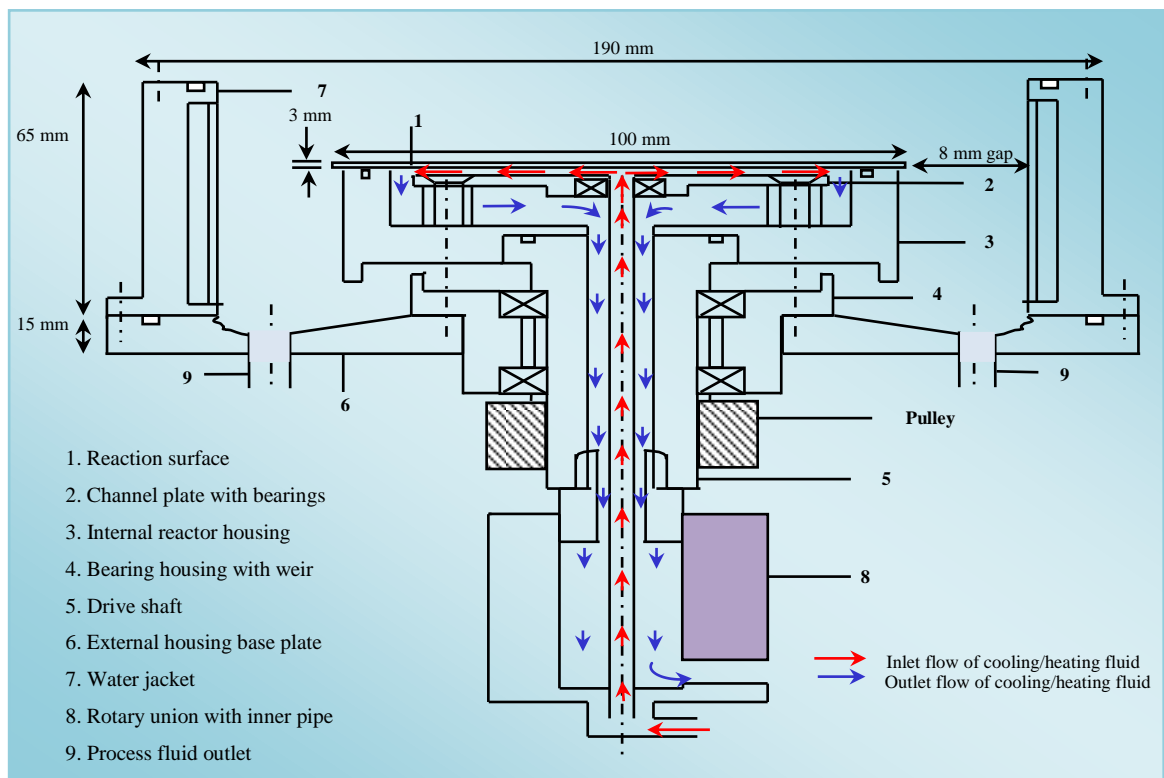 190 mm
7
3 mm
1
65 mm
100 mm
8 mm gap
2
3
4
15 mm
9
6
9
Pulley
5
8
1. Reaction surface
2. Channel plate with bearings
3. Internal reactor housing
4. Bearing housing with weir
5. Drive shaft
6. External housing base plate
7. Water jacket
8. Rotary union with inner pipe
9. Process fluid outlet
Inlet flow of cooling/heating fluid
Outlet flow of cooling/heating fluid